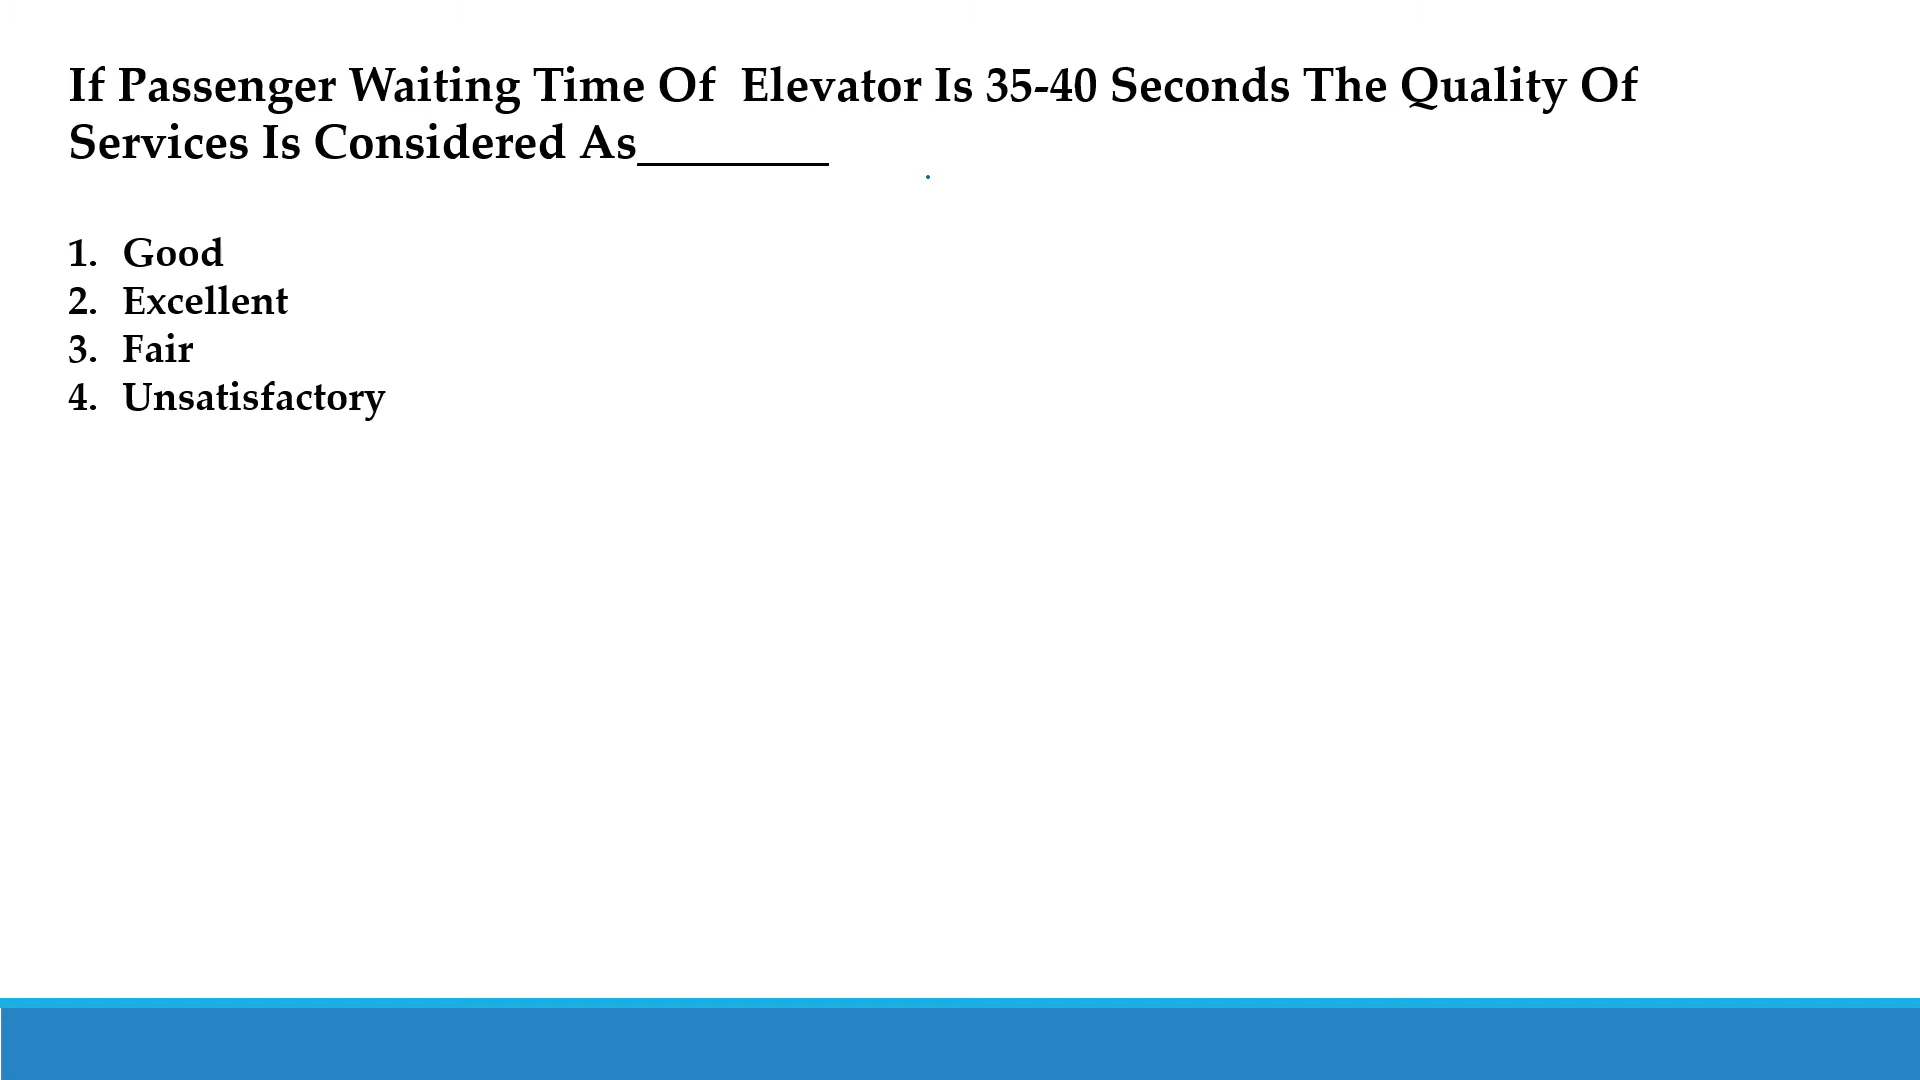 If Passenger Waiting Time Of  Elevator Is 35-40 Seconds The Quality Of
Services Is Considered As________
1. Good
2. Excellent
3. Fair
4. Unsatisfactory